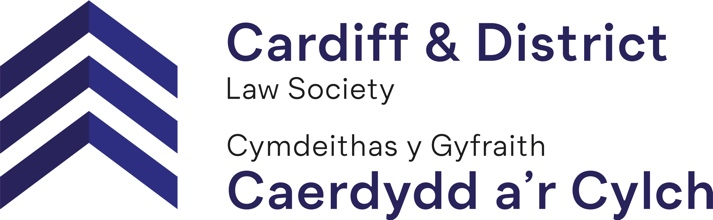 Cardiff & District
Law Society
Cymdeithas y Gyfraith
Caerdydd a’r Cylch